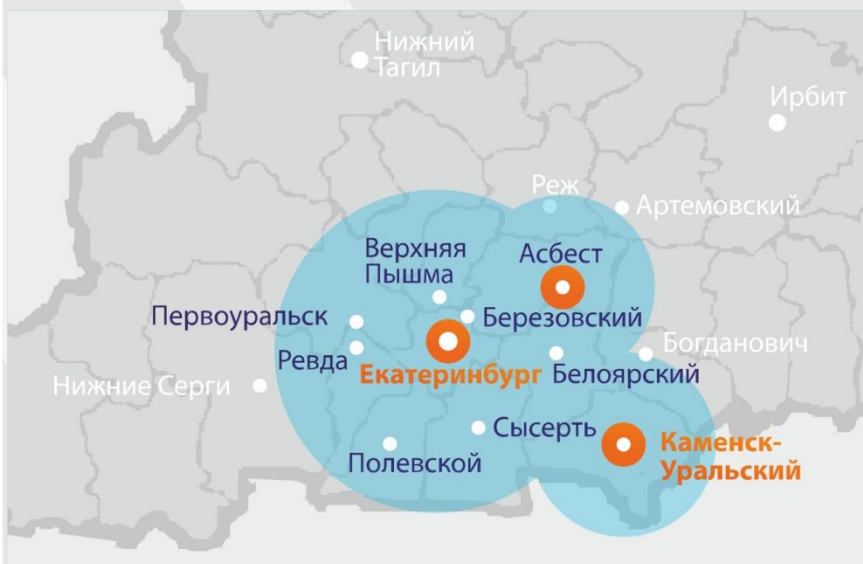 Нижний
Тагил
Ирбит
Реж
Артемовский
Верхняя
Пышма
Асбест
Первоуральск
Березовский
Ревда
Екатеринбург
Белоярский
Богданович
Нижние Серги
Сысерть
Полевской
Каменск-
Уральский